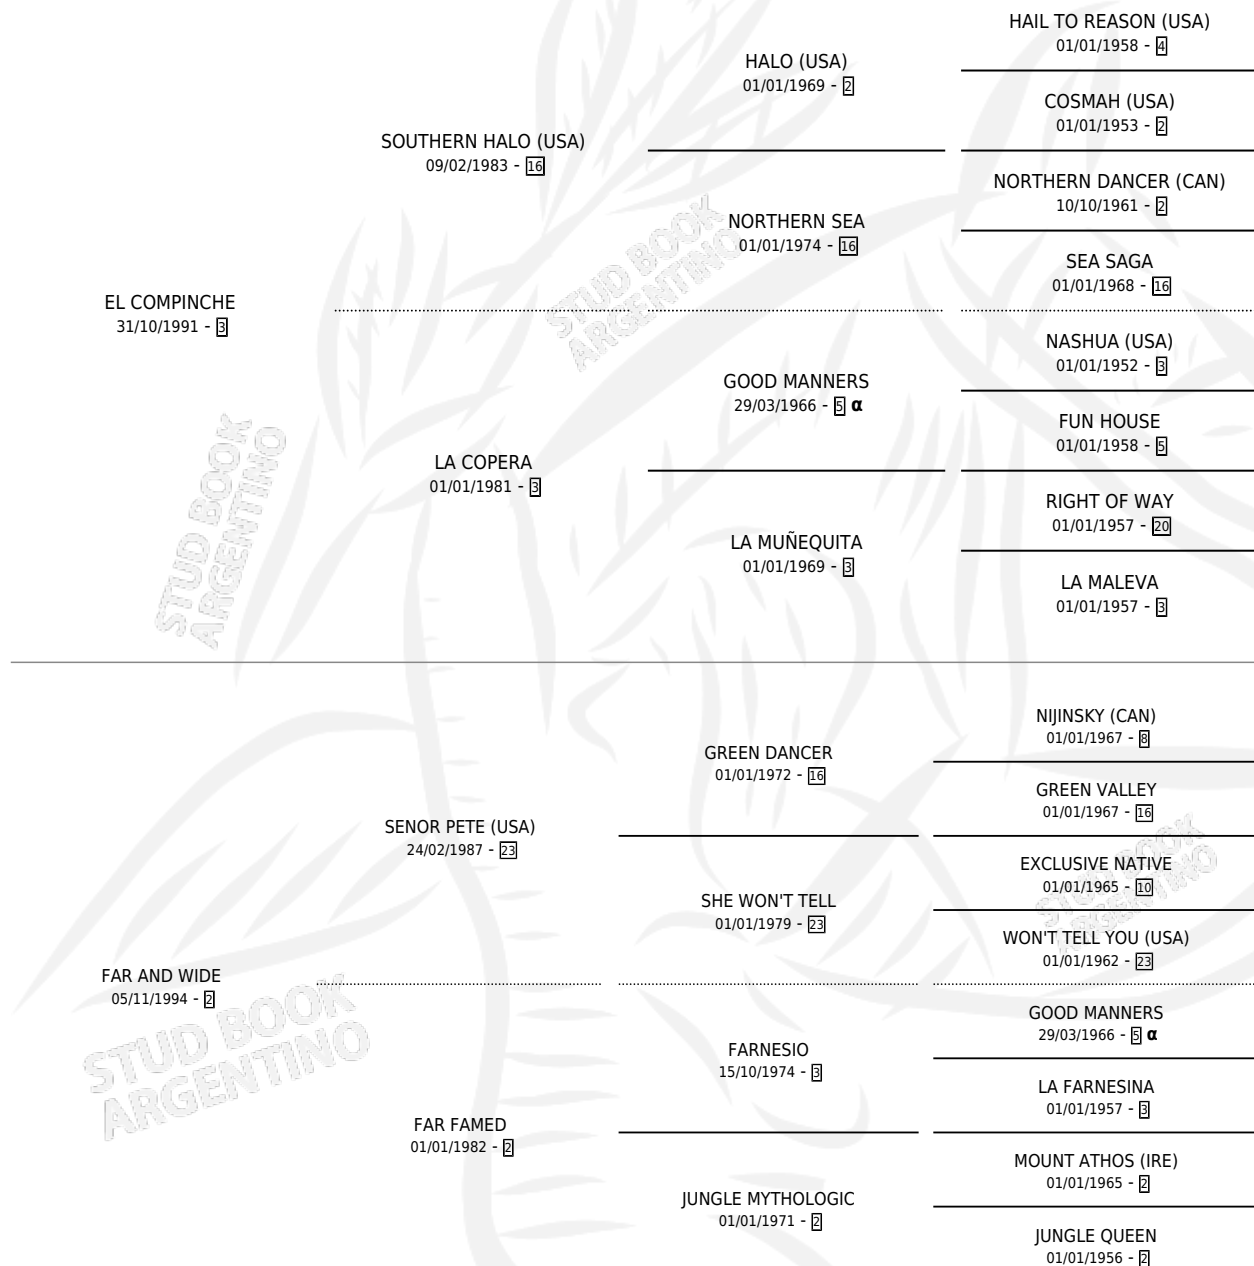 HAIL TO REASON (USA)
01/01/1958 - 4
HALO (USA)
01/01/1969 - 2
COSMAH (USA)
01/01/1953 - 2
SOUTHERN HALO (USA)
09/02/1983 - 16
NORTHERN DANCER (CAN)
10/10/1961 - 2
NORTHERN SEA
01/01/1974 - 16
SEA SAGA
01/01/1968 - 16
STUD BOOK
ARGENTINO
EL COMPINCHE
31/10/1991 - 3
NASHUA (USA)
01/01/1952 - 3
GOOD MANNERS
29/03/1966 - 5 α
FUN HOUSE
01/01/1958 - 5
LA COPERA
01/01/1981 - 3
RIGHT OF WAY
01/01/1957 - 20
LA MUÑEQUITA
01/01/1969 - 3
LA MALEVA
01/01/1957 - 3
STUD BOOK
ARGENTINO
NIJINSKY (CAN)
01/01/1967 - 8
GREEN DANCER
01/01/1972 - 16
GREEN VALLEY
01/01/1967 - 16
SENOR PETE (USA)
24/02/1987 - 23
EXCLUSIVE NATIVE
01/01/1965 - 10
SHE WON'T TELL
01/01/1979 - 23
WON'T TELL YOU (USA)
01/01/1962 - 23
STUD BOOK
ARGENTINO
FAR AND WIDE
05/11/1994 - 2
GOOD MANNERS
29/03/1966 - 5 α
FARNESIO
15/10/1974 - 3
LA FARNESINA
01/01/1957 - 3
STUD BOOK
ARGENTINO
FAR FAMED
01/01/1982 - 2
MOUNT ATHOS (IRE)
01/01/1965 - 2
JUNGLE MYTHOLOGIC
01/01/1971 - 2
JUNGLE QUEEN
01/01/1956 - 2